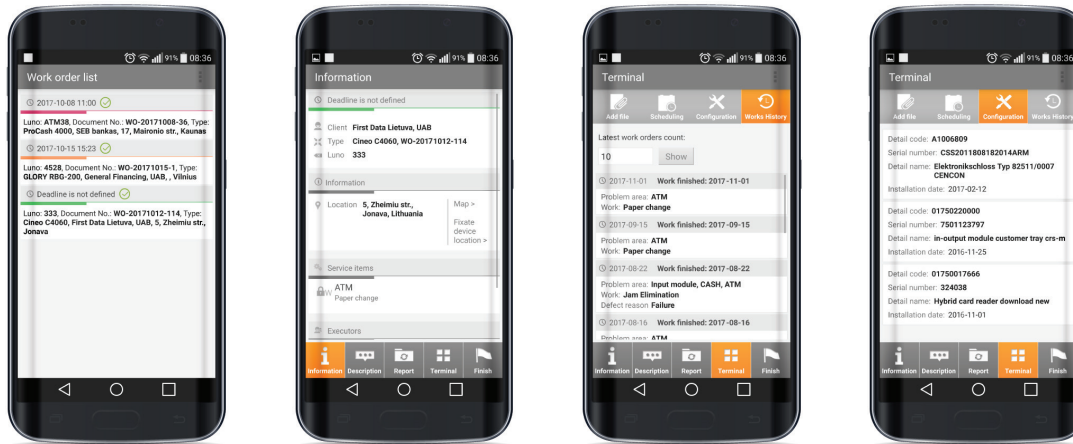 91% 08:36
Work order list
2017-10-08 11:00
Luno: ATM38, Document No.: WO-20171008-36, Type:
ProCash 4000, SEB bankas, 17, Maironio str., Kaunas
2017-10-15 15:23
Luno: 4528, Document No.: WO-20171015-1, Type:
GLORY RBG-200, General Financing, UAB, , Vilnius
Deadline is not defined
Luno: 333, Document No.: WO-20171012-114, Type:
Cineo C4060, First Data Lietuva, UAB, 5, Zheimiu str.,
Jonava
91% 08:36
Information
Deadline is not defined
Client First Data Lietuva, UAB
Type Cineo C4060, WO-20171012-114
Luno 333
Information
Location 5, Zheimiu str.,
Jonava, Lithuania
Map >
Fixate
device
location >
Service items
W
ATM
Paper change
Executors
Information Description Report Terminal Finish
91% 08:36
Terminal
Add file Scheduling Configuration Works History
Latest work orders count:
10 Show
2017-11-01 Work finished: 2017-11-01
Problem area: ATM
Work: Paper change
2017-09-15 Work finished: 2017-09-15
Problem area: ATM
Work: Paper change
2017-08-22 Work finished: 2017-08-22
Problem area: Input module, CASH, ATM
Work: Jam Elimination
Defect reason Failure
2017-08-16 Work finished: 2017-08-16
Problem area: ATM
Information Description Report Terminal Finish
91% 08:36
Terminal
Add file Scheduling Configuration Works History
Detail code: A1006809
Serial number: CSS2011808182014ARM
Detail name: Elektronikschloss Typ 82511/0007
CENCON
Installation date: 2017-02-12
Detail code: 01750220000
Serial number: 7501123797
Detail name: in-output module customer tray crs-m
Installation date: 2016-11-25
Detail code: 01750017666
Serial number: 324038
Detail name: Hybrid card reader download new
Installation date: 2016-11-01
Information Description Report Terminal Finish